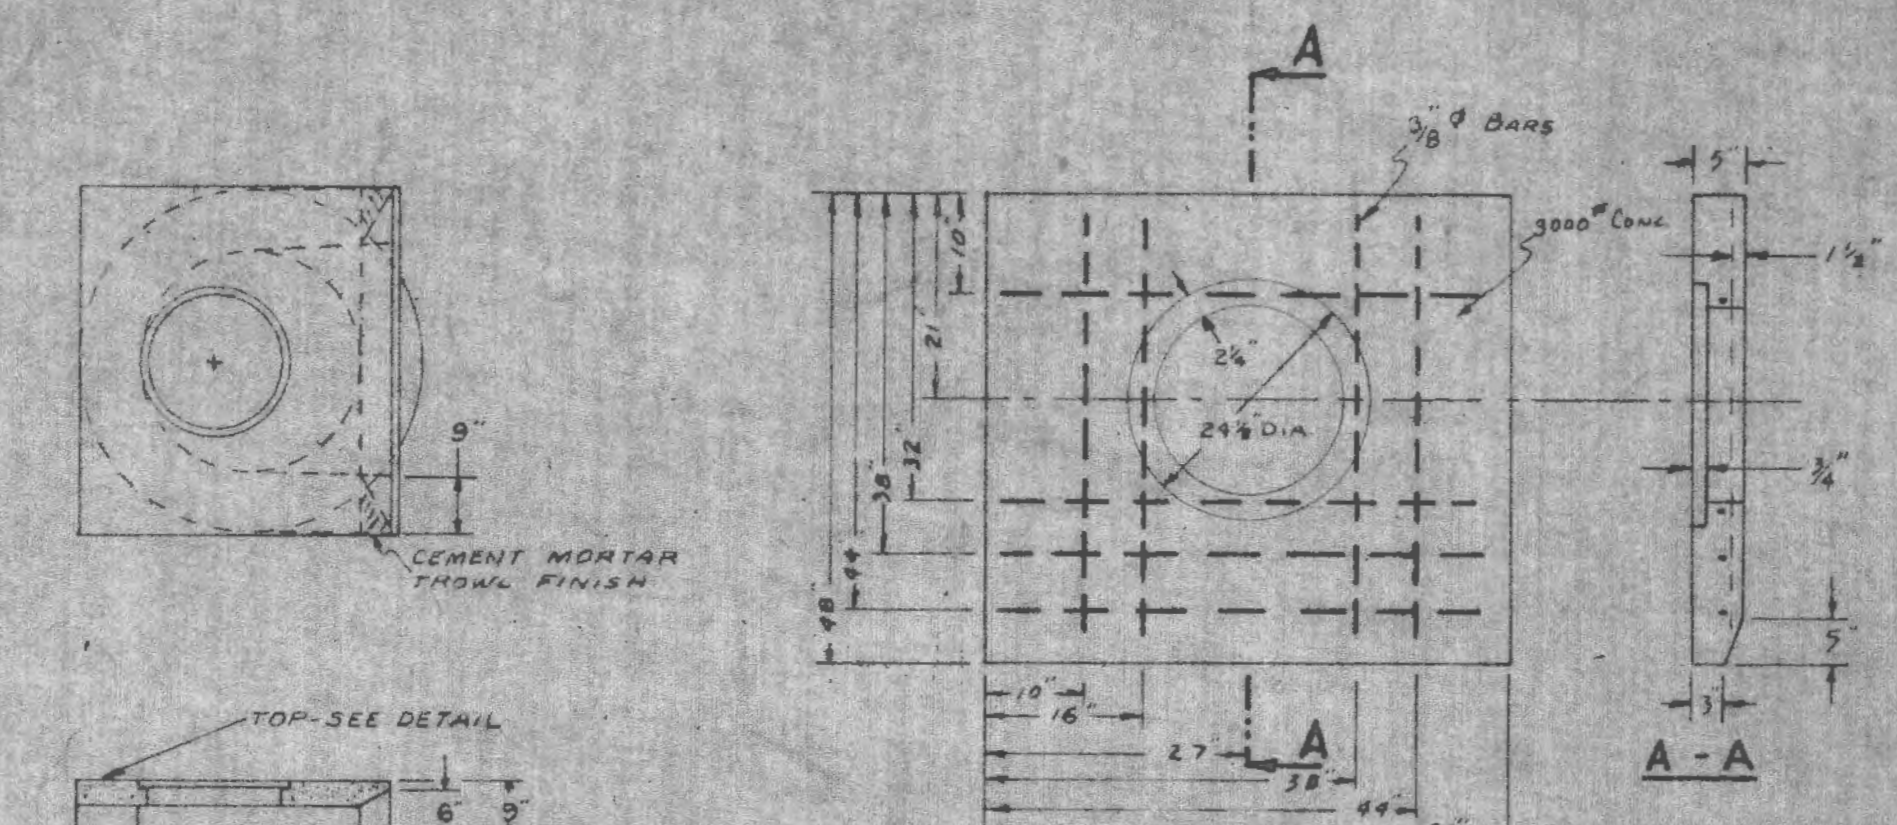 A
3/8" ø BARS
5"
3000# CONC.
10"
1 1/2"
21"
2 1/4"
24 1/2" DIA
9"
32"
38"
3/4"
44"
48"
CEMENT MORTAR
TROWL FINISH
5"
10"
16"
3"
TOP-SEE DETAIL
27"
A
38"
A - A
44"
6"
9"